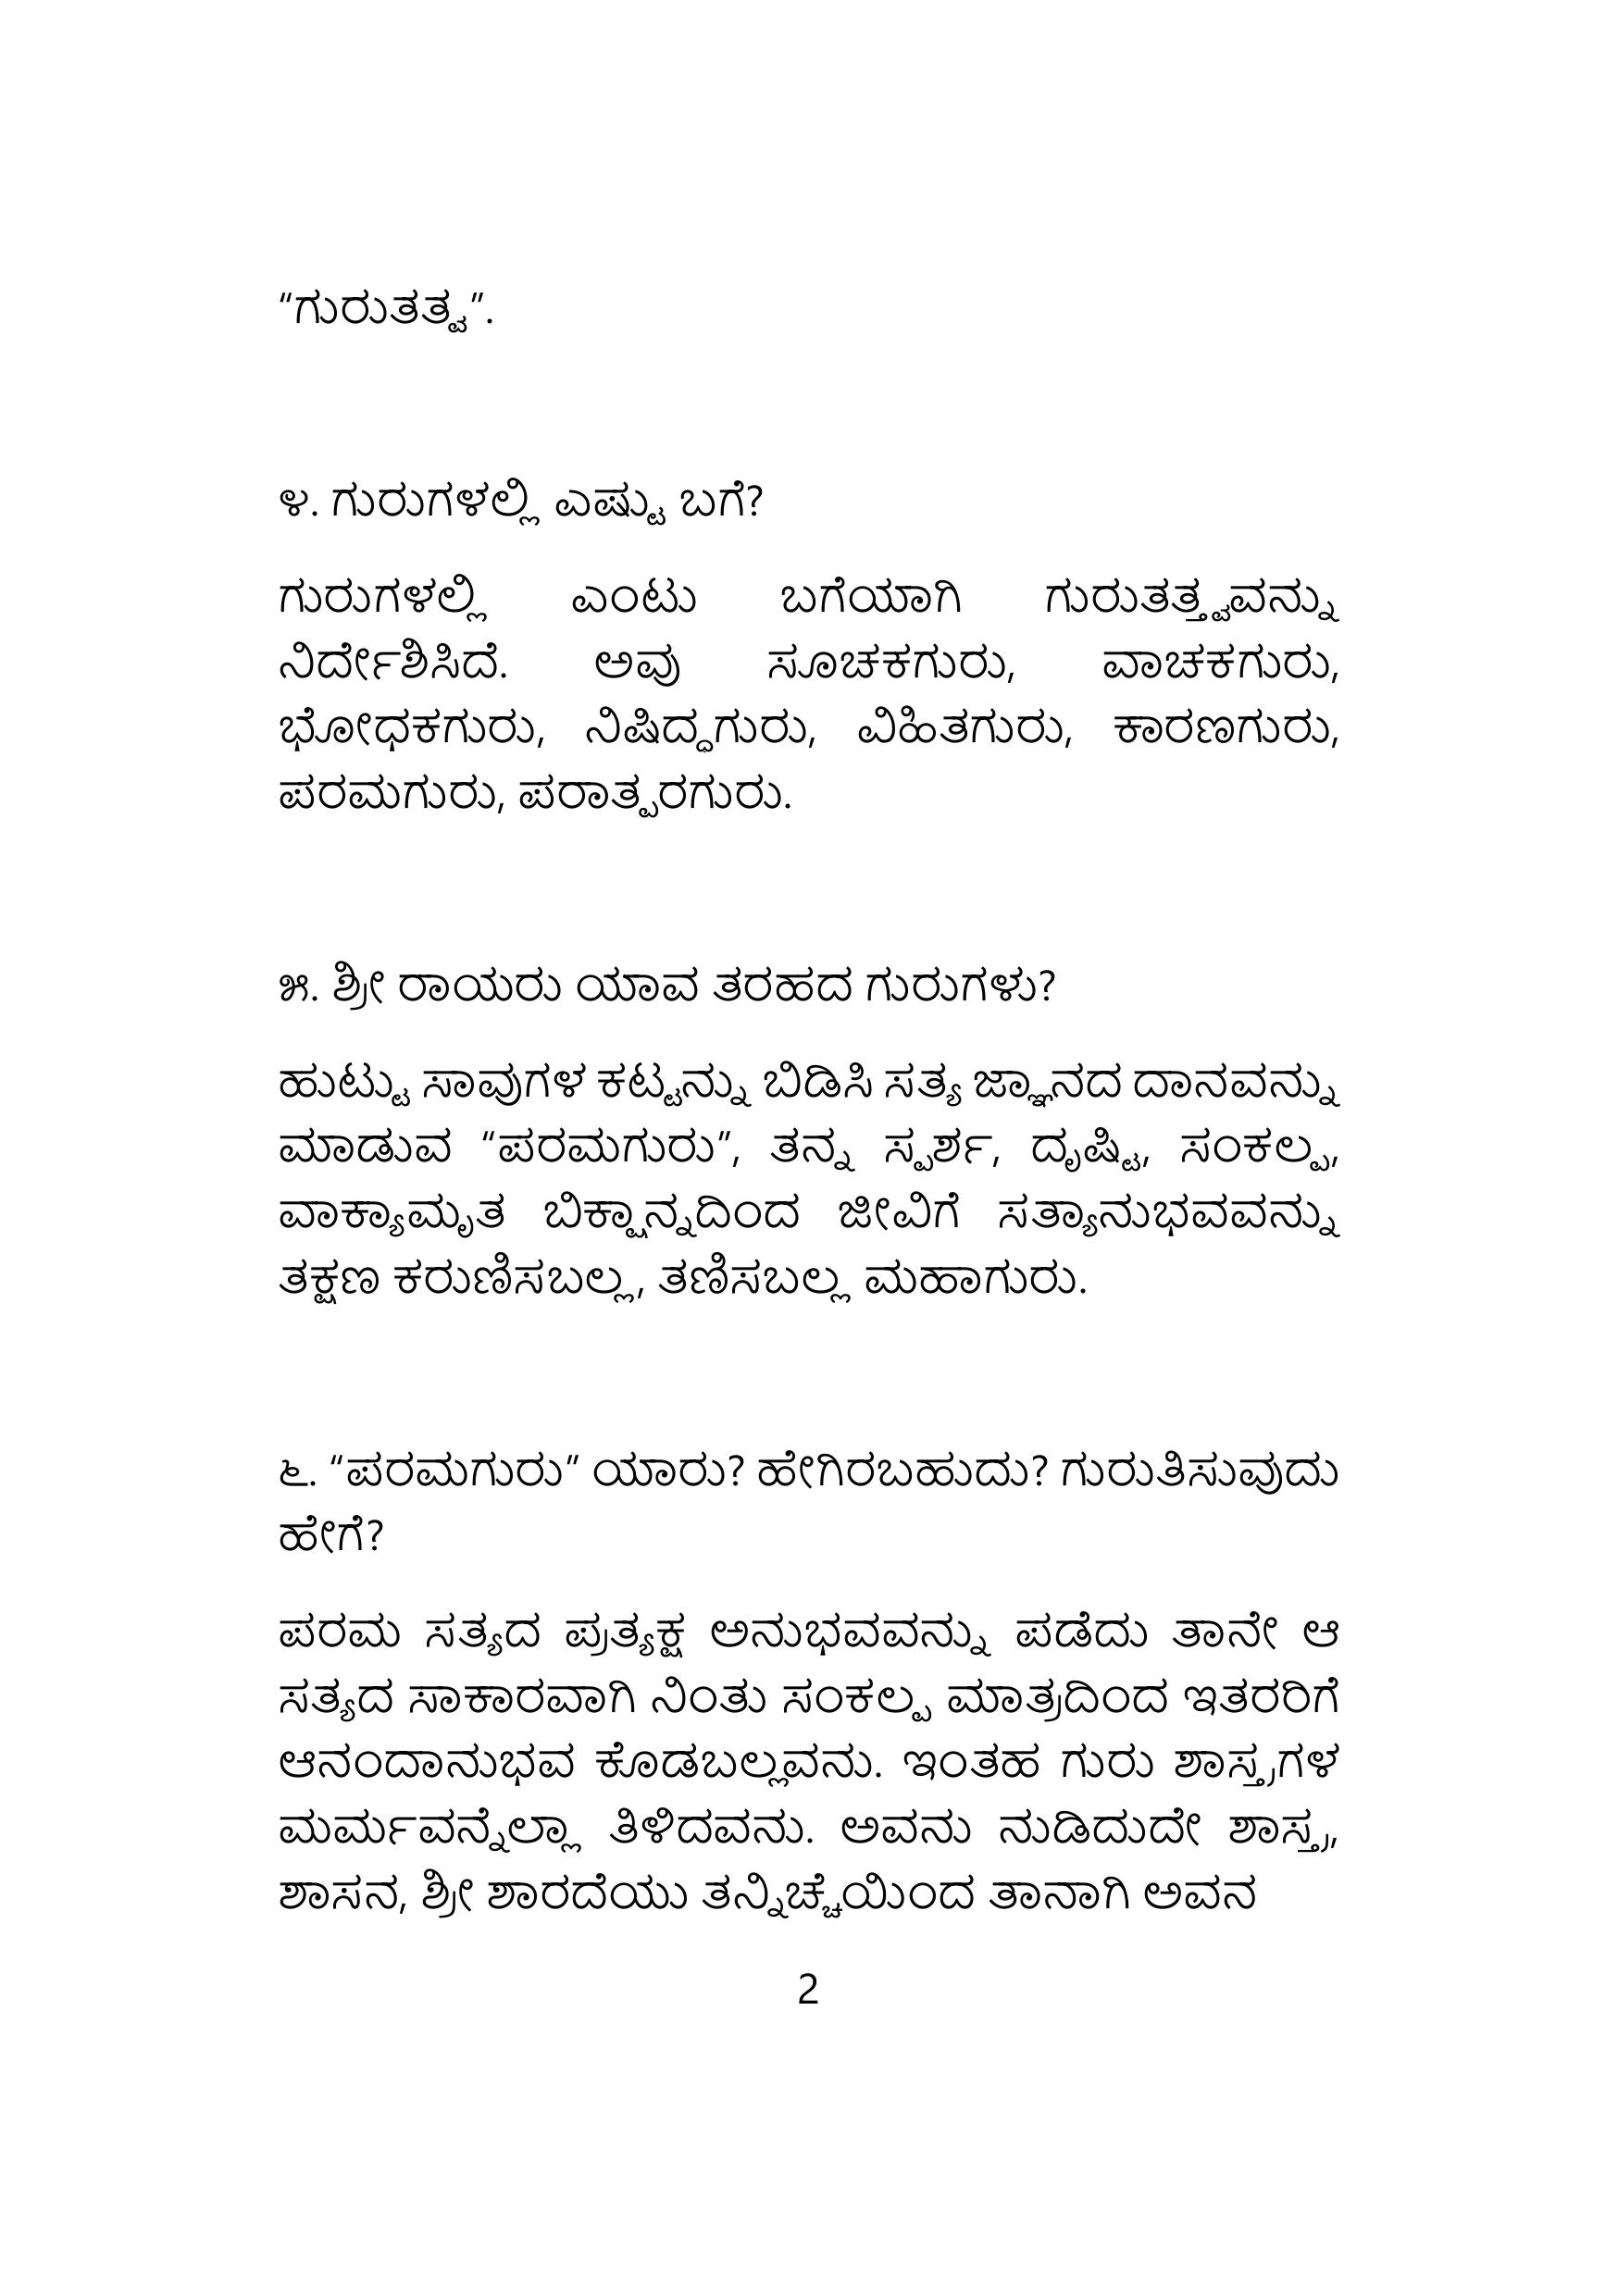 “ಗುರುತತ್ವ”.
೪. ಗುರುಗಳಲ್ಲಿ ಎಷ್ಟು ಬಗೆ?
ಗುರುಗಳಲ್ಲಿ ಎಂಟು ಬಗೆಯಾಗಿ ಗುರುತತ್ತ್ವವನ್ನು
ನಿರ್ದೇಶಿಸಿದೆ. ಅವು ಸೂಚಕಗುರು, ವಾಚಕಗುರು,
ಭೋಧಕಗುರು, ನಿಷಿದ್ಧಗುರು, ವಿಹಿತಗುರು, ಕಾರಣಗುರು,
ಪರಮಗುರು, ಪರಾತ್ಪರಗುರು.
೫. ಶ್ರೀ ರಾಯರು ಯಾವ ತರಹದ ಗುರುಗಳು?
ಹುಟ್ಟು ಸಾವುಗಳ ಕಟ್ಟನ್ನು ಬಿಡಿಸಿ ಸತ್ಯ ಜ್ಞಾನದ ದಾನವನ್ನು
ಮಾಡುವ “ಪರಮಗುರು”, ತನ್ನ ಸ್ಪರ್ಶ, ದೃಷ್ಟಿ, ಸಂಕಲ್ಪ,
ವಾಕ್ಯಾಮೃತ ಬಿಕ್ಷಾನ್ನದಿಂದ ಜೀವಿಗೆ ಸತ್ಯಾನುಭವವನ್ನು
ತಕ್ಷಣ ಕರುಣಿಸಬಲ್ಲ, ತಣಿಸಬಲ್ಲ ಮಹಾಗುರು.
೬. “ಪರಮಗುರು” ಯಾರು? ಹೇಗಿರಬಹುದು? ಗುರುತಿಸುವುದು
ಹೇಗೆ?
ಪರಮ ಸತ್ಯದ ಪ್ರತ್ಯಕ್ಷ ಅನುಭವವನ್ನು ಪಡೆದು ತಾನೇ ಆ
ಸತ್ಯದ ಸಾಕಾರವಾಗಿ ನಿಂತು ಸಂಕಲ್ಪ ಮಾತ್ರದಿಂದ ಇತರರಿಗೆ
ಆನಂದಾನುಭವ ಕೊಡಬಲ್ಲವನು. ಇಂತಹ ಗುರು ಶಾಸ್ತ್ರಗಳ
ಮರ್ಮವನ್ನೆಲ್ಲಾ ತಿಳಿದವನು. ಅವನು ನುಡಿದುದೇ ಶಾಸ್ತ್ರ,
ಶಾಸನ, ಶ್ರೀ ಶಾರದೆಯು ತನ್ನಿಚ್ಚೆಯಿಂದ ತಾನಾಗಿ ಅವನ
2